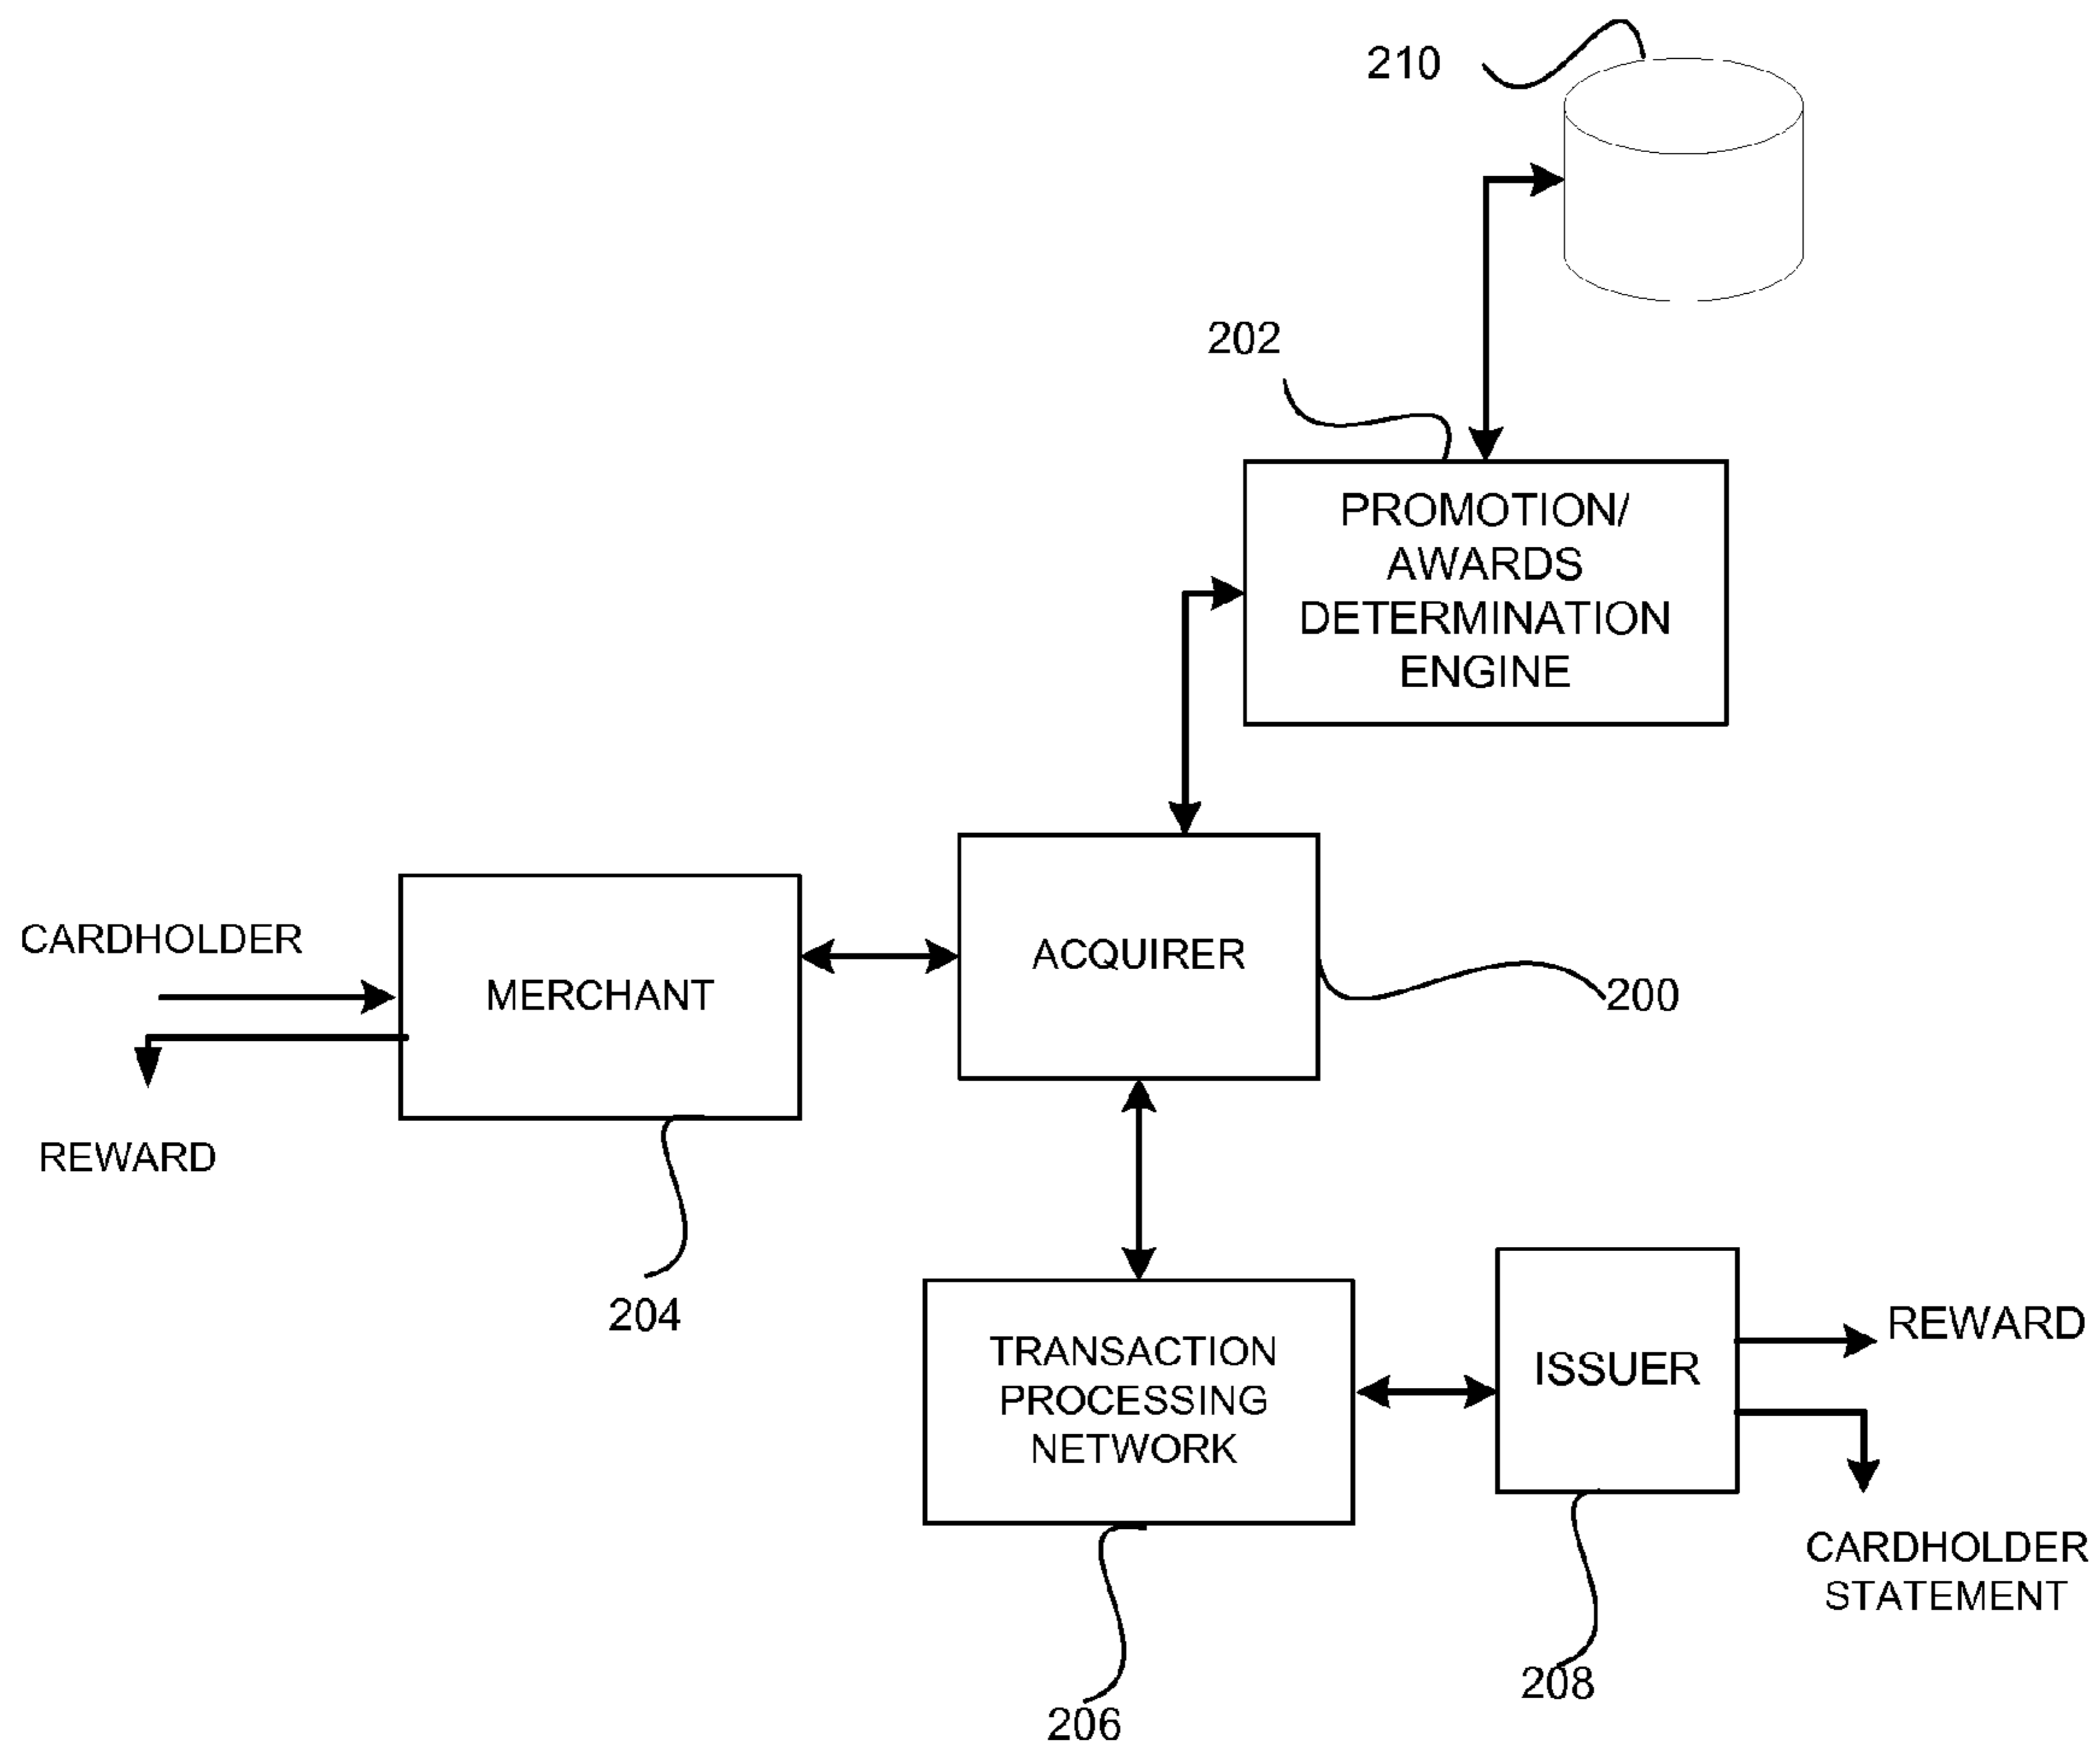 210
202
PROMOTION/
AWARDS
DETERMINATION
ENGINE
CARDHOLDER
MERCHANT
ACQUIRER
200
REWARD
204
TRANSACTION
PROCESSING
NETWORK
ISSUER
REWARD
CARDHOLDER
STATEMENT
206
208